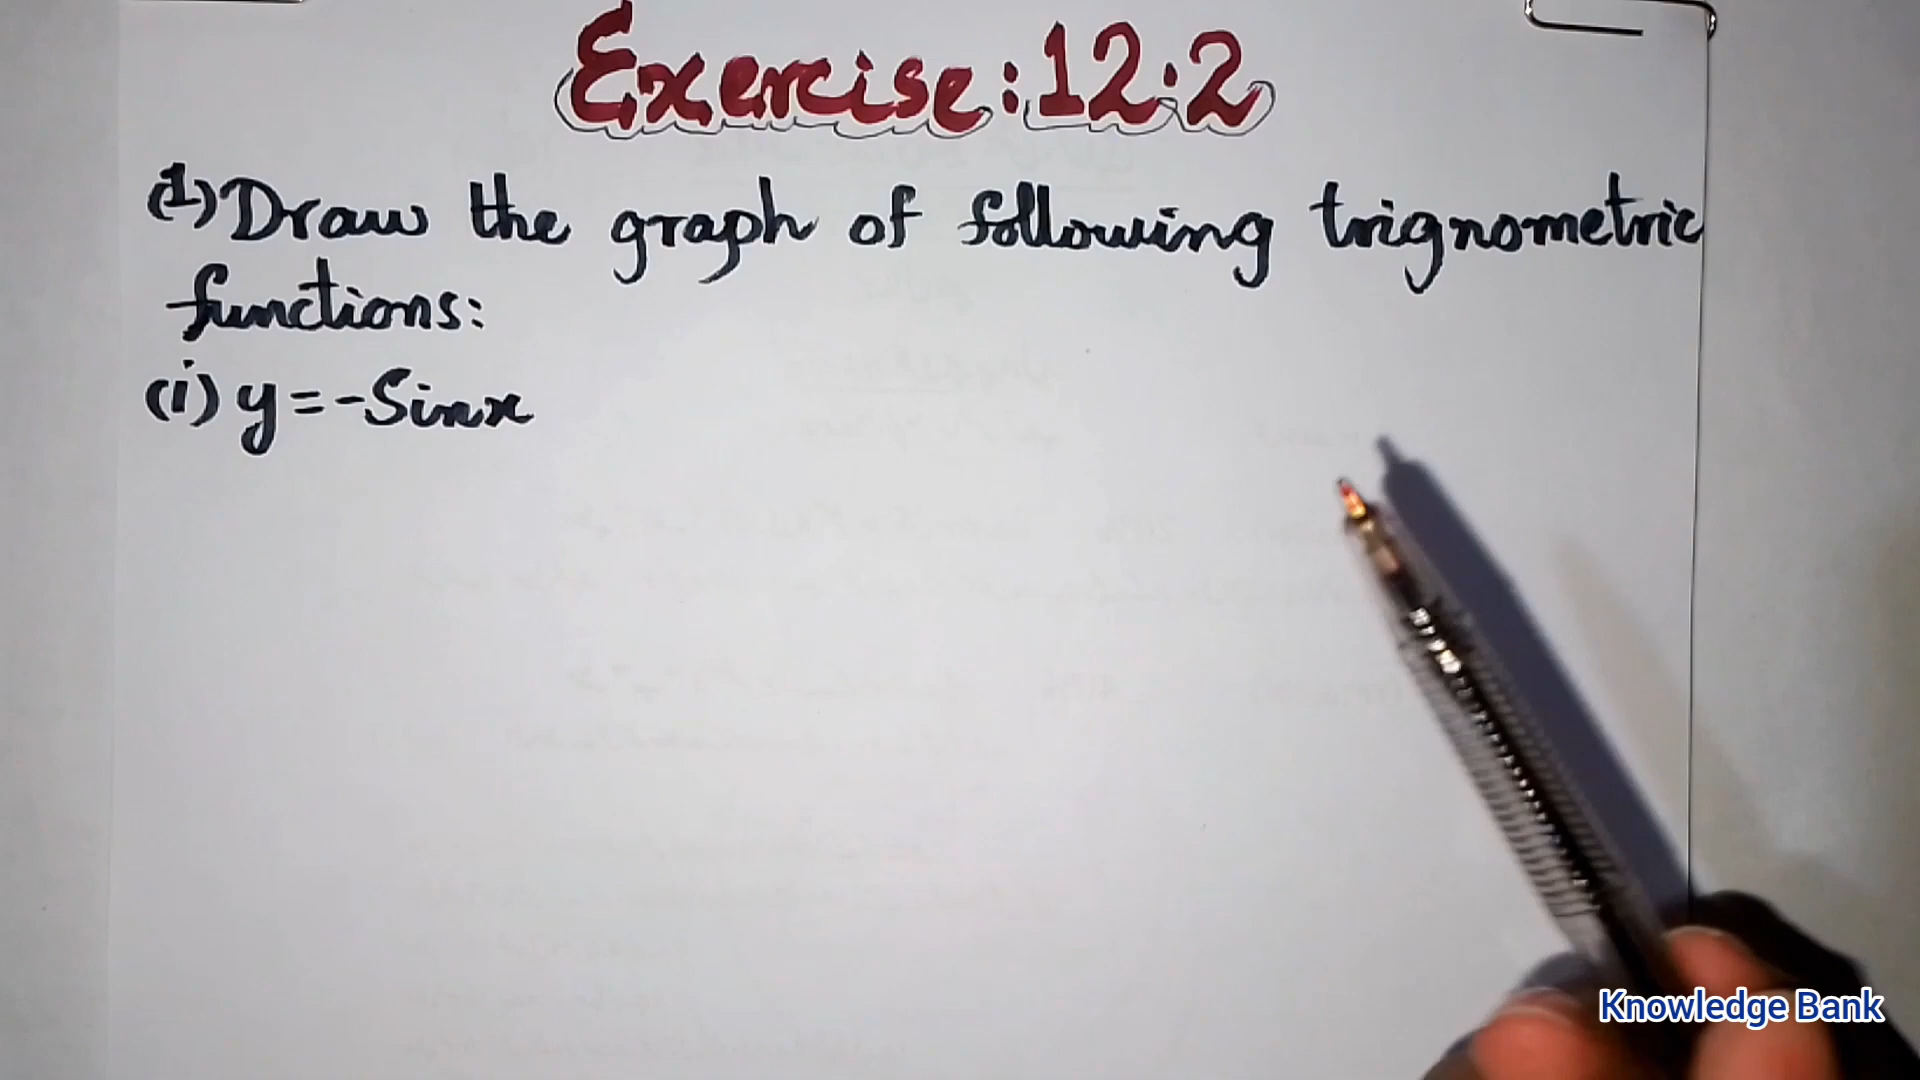 Exercise:12:2
(1) Draw the graph of following trignometric
functions:
(i) y = -Sinx
Knowledge Bank